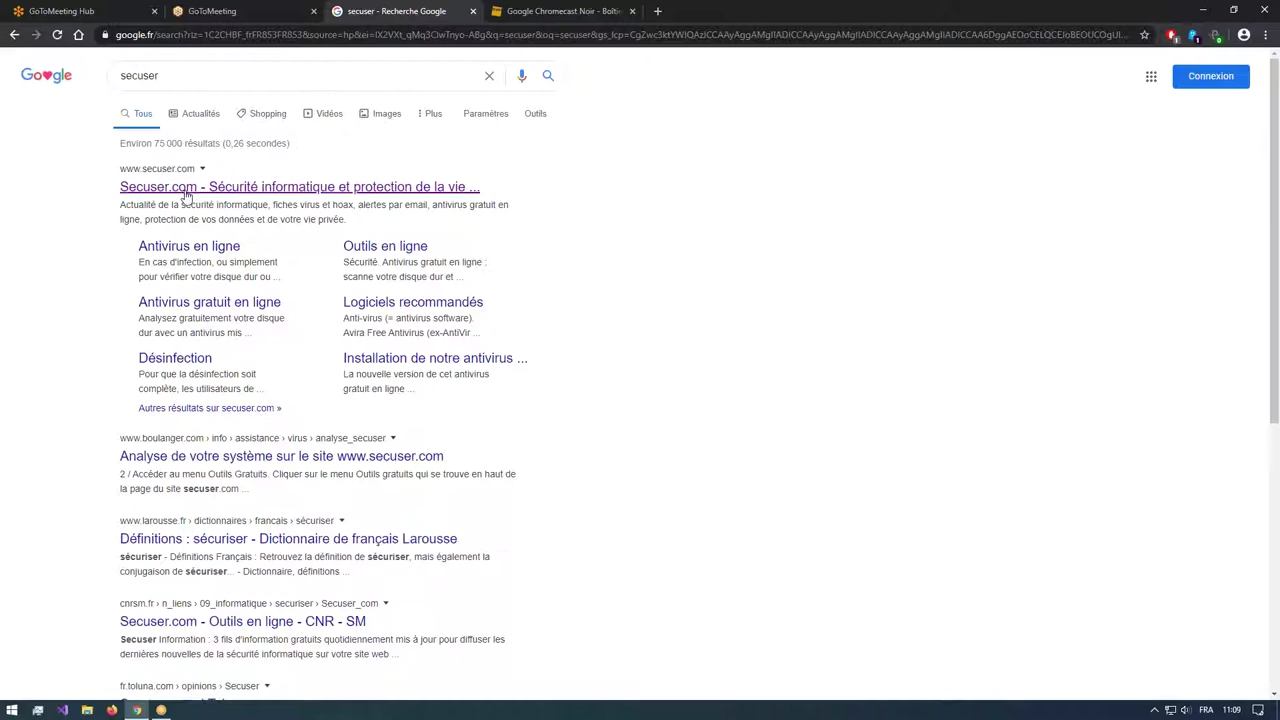 GoToMeeting Hub
GoToMeeting
secuser - Recherche Google
Google Chromecast Noir - Boîtie
google.fr/search?rlz=1C2CHBF_frFR853FR853&source=hp&ei=
Google
secuser
Connexion
Tous
Actualités
Shopping
Vidéos
Images
Plus
Paramètres
Outils
Environ 75 000 résultats (0,26 secondes)
www.secuser.com
Secuser.com - Sécurité informatique et protection de la vie ...
Actualité de la sécurité informatique, fiches virus et hoax, alertes par email, antivirus gratuit en
ligne, protection de vos données et de votre vie privée.
Antivirus en ligne
En cas d'infection, ou simplement
pour vérifier votre disque dur ou ...
Outils en ligne
Sécurité. Antivirus gratuit en ligne :
scanne votre disque dur et ...
Antivirus gratuit en ligne
Analysez gratuitement votre disque
dur avec un antivirus mis ...
Logiciels recommandés
Anti-virus (= antivirus software).
Avira Free Antivirus (ex-AntiVir ...
Désinfection
Pour que la désinfection soit
complète, les utilisateurs de ...
Installation de notre antivirus ...
La nouvelle version de cet antivirus
gratuit en ligne ...
Autres résultats sur secuser.com »
www.boulanger.com › info › assistance › virus › analyse_secuser
Analyse de votre système sur le site www.secuser.com
2 / Accéder au menu Outils Gratuits. Cliquer sur le menu Outils gratuits qui se trouve en haut de
la page du site secuser.com ...
www.larousse.fr › dictionnaires › francais › sécuriser
Définitions : sécuriser - Dictionnaire de français Larousse
sécuriser - Définitions Français : Retrouvez la définition de sécuriser, mais également la
conjugaison de sécuriser... - Dictionnaire, définitions ...
cnrsm.fr › n_liens › 09_informatique › securiser › Secuser_com
Secuser.com - Outils en ligne - CNR - SM
Secuser Information : 3 fils d'information gratuits quotidiennement mis à jour pour diffuser les
dernières nouvelles de la sécurité informatique sur votre site web ...
fr.toluna.com › opinions › Secuser
FRA
11:09